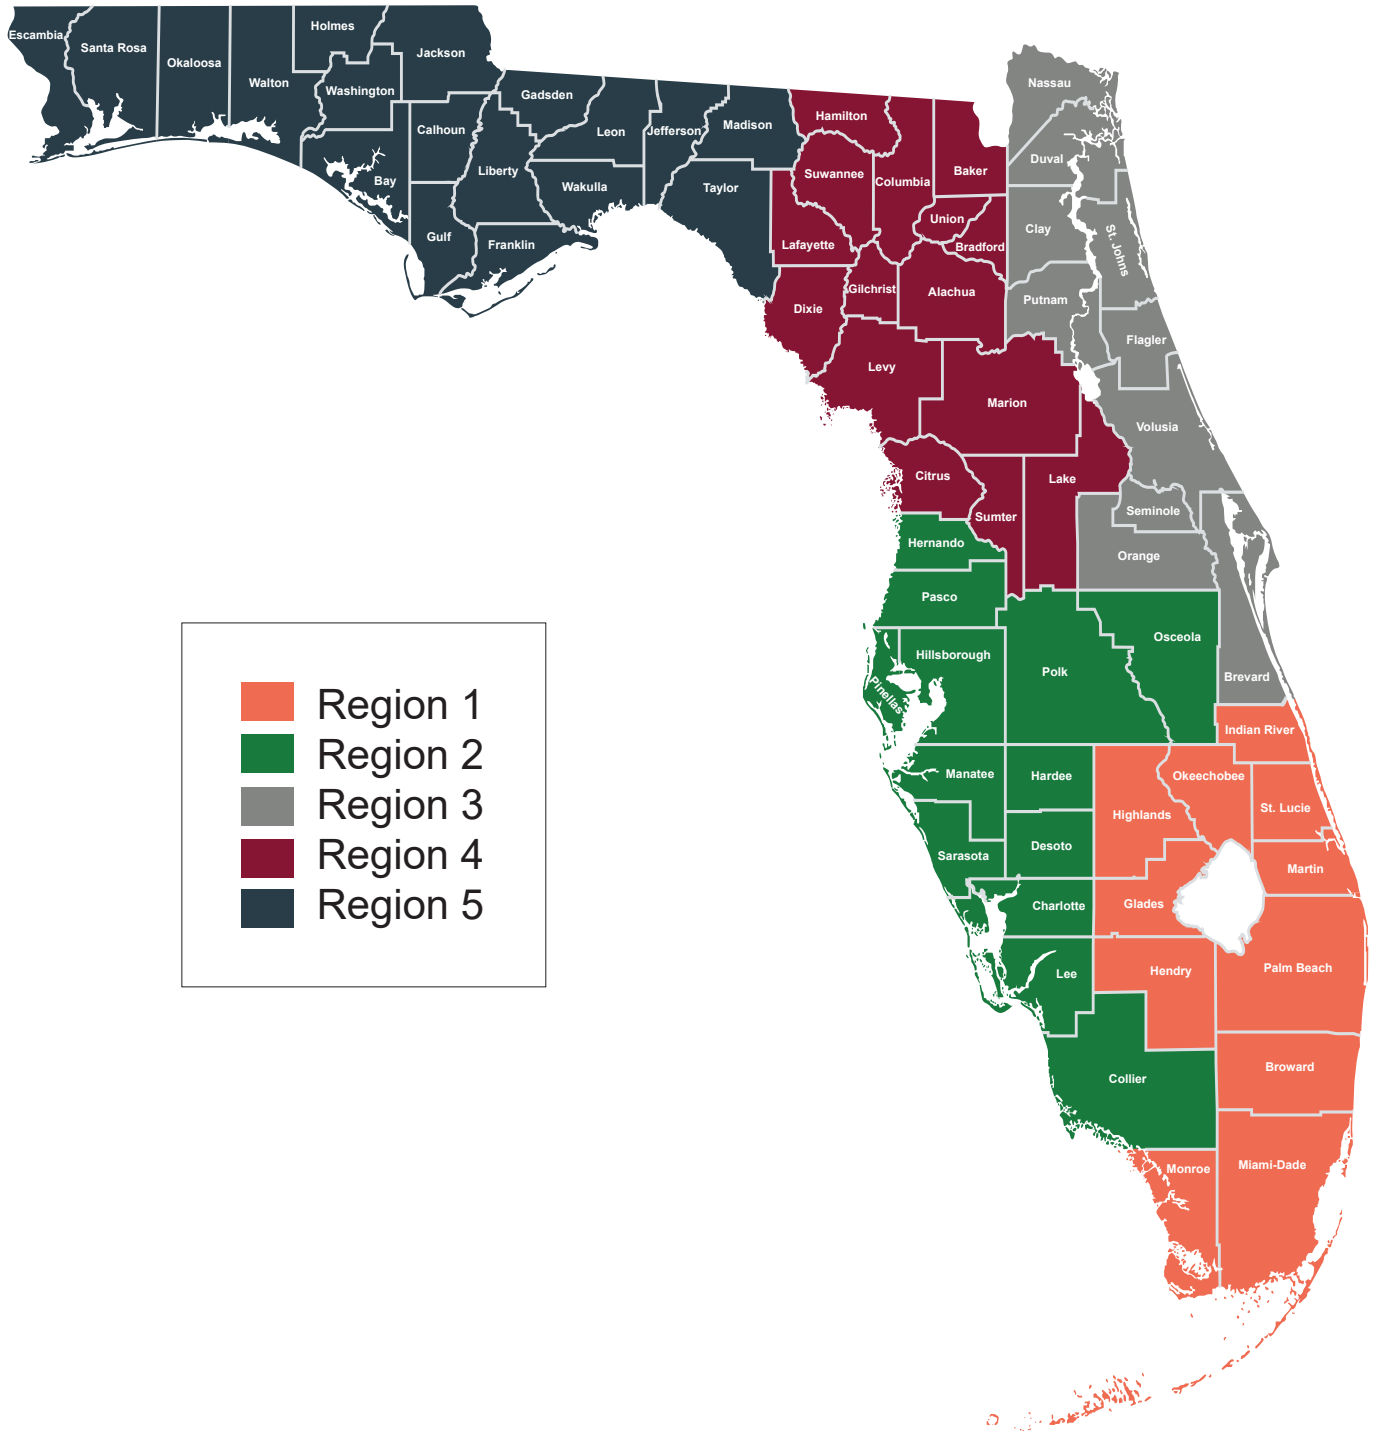 Holmes
Escambia
Santa Rosa
Jackson
Okaloosa
Walton
Nassau
Washington
Gadsden
Hamilton
Calhoun
Leon
Jefferson
Madison
Duval
Liberty
Baker
Suwannee
Columbia
Bay
Wakulla
Taylor
Union
Clay
Gulf
Franklin
Lafayette
Bradford
St. Johns
Gilchrist
Alachua
Putnam
Dixie
Flagler
Levy
Marion
Volusia
Citrus
Lake
Seminole
Sumter
Hernando
Orange
Pasco
Osceola
Hillsborough
Polk
Brevard
Pinellas
Region 1
Indian River
Region 2
Manatee
Hardee
Okeechobee
Region 3
St. Lucie
Highlands
Desoto
Region 4
Sarasota
Martin
Region 5
Charlotte
Glades
Palm Beach
Lee
Hendry
Broward
Collier
Monroe
Miami-Dade